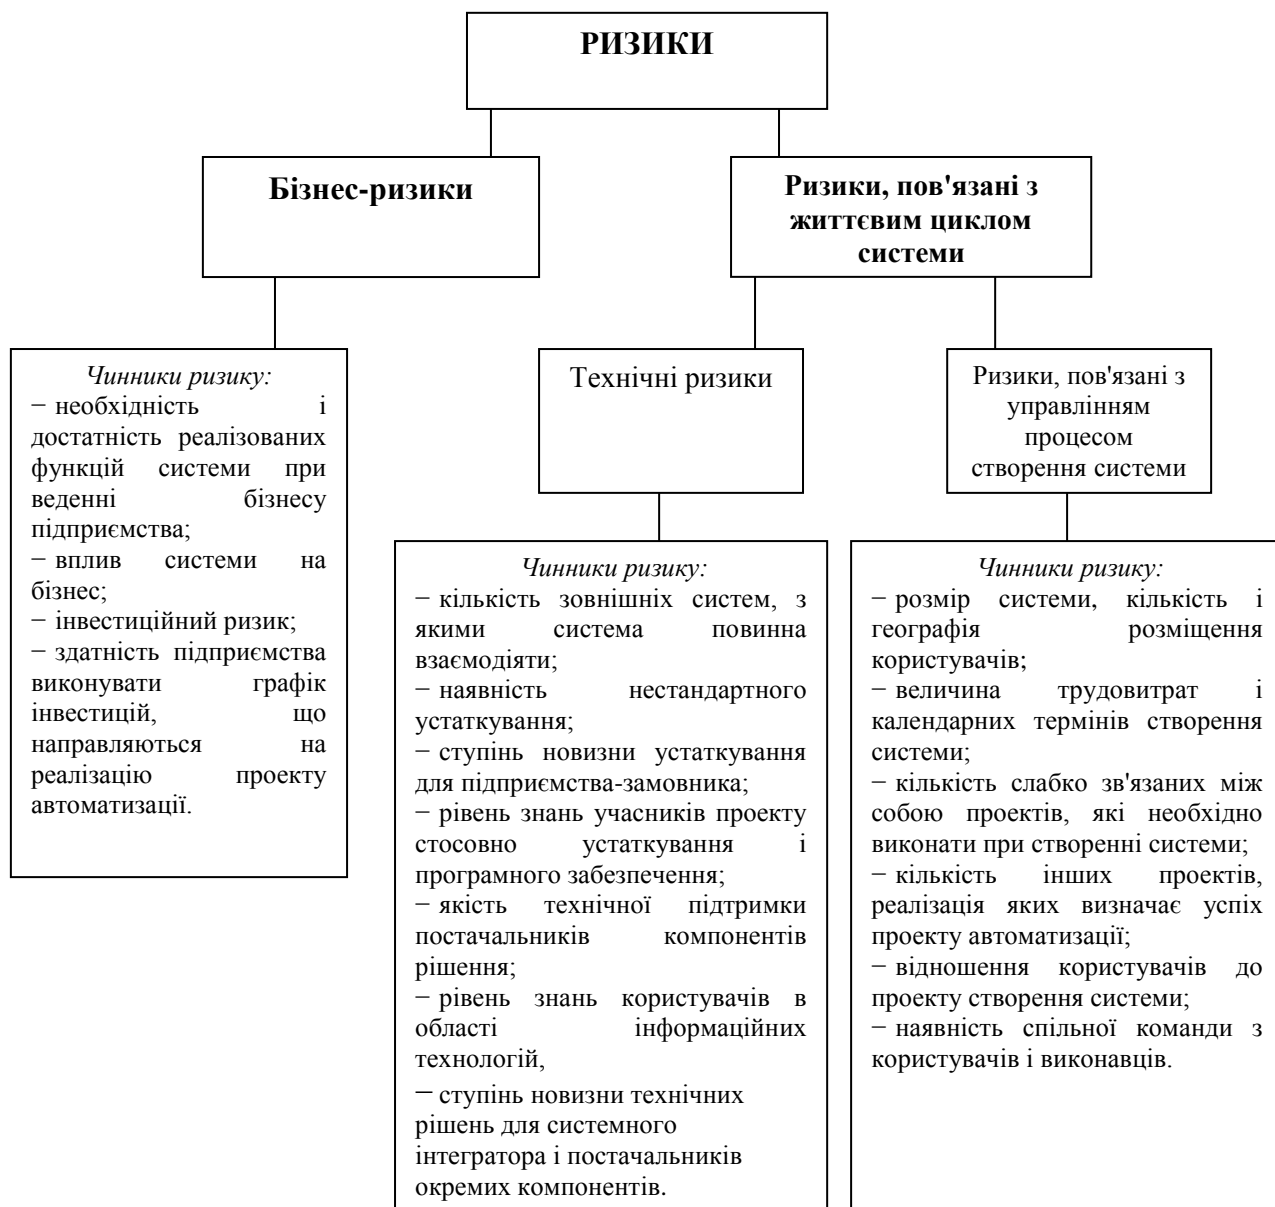 РИЗИКИ
Бізнес-ризики
Ризики, пов'язані з
життєвим циклом
системи
Чинники ризику:
− необхідність і
достатність реалізованих
функцій системи при
веденні бізнесу
підприємства;
− вплив системи на
бізнес;
− інвестиційний ризик;
− здатність підприємства
виконувати графік
інвестицій, що
направляються на
реалізацію проекту
автоматизації.
Технічні ризики
Ризики, пов'язані з
управлінням
процесом
створення системи
Чинники ризику:
− кількість зовнішніх систем, з
якими система повинна
взаємодіяти;
− наявність нестандартного
устаткування;
− ступінь новизни устаткування
для підприємства-замовника;
− рівень знань учасників проекту
стосовно устаткування і
програмного забезпечення;
− якість технічної підтримки
постачальників компонентів
рішення;
− рівень знань користувачів в
області інформаційних
технологій,
− ступінь новизни технічних
рішень для системного
інтегратора і постачальників
окремих компонентів.
Чинники ризику:
− розмір системи, кількість і
географія розміщення
користувачів;
− величина трудовитрат і
календарних термінів створення
системи;
− кількість слабко зв'язаних між
собою проектів, які необхідно
виконати при створенні системи;
− кількість інших проектів,
реалізація яких визначає успіх
проекту автоматизації;
− відношення користувачів до
проекту створення системи;
− наявність спільної команди з
користувачів і виконавців.